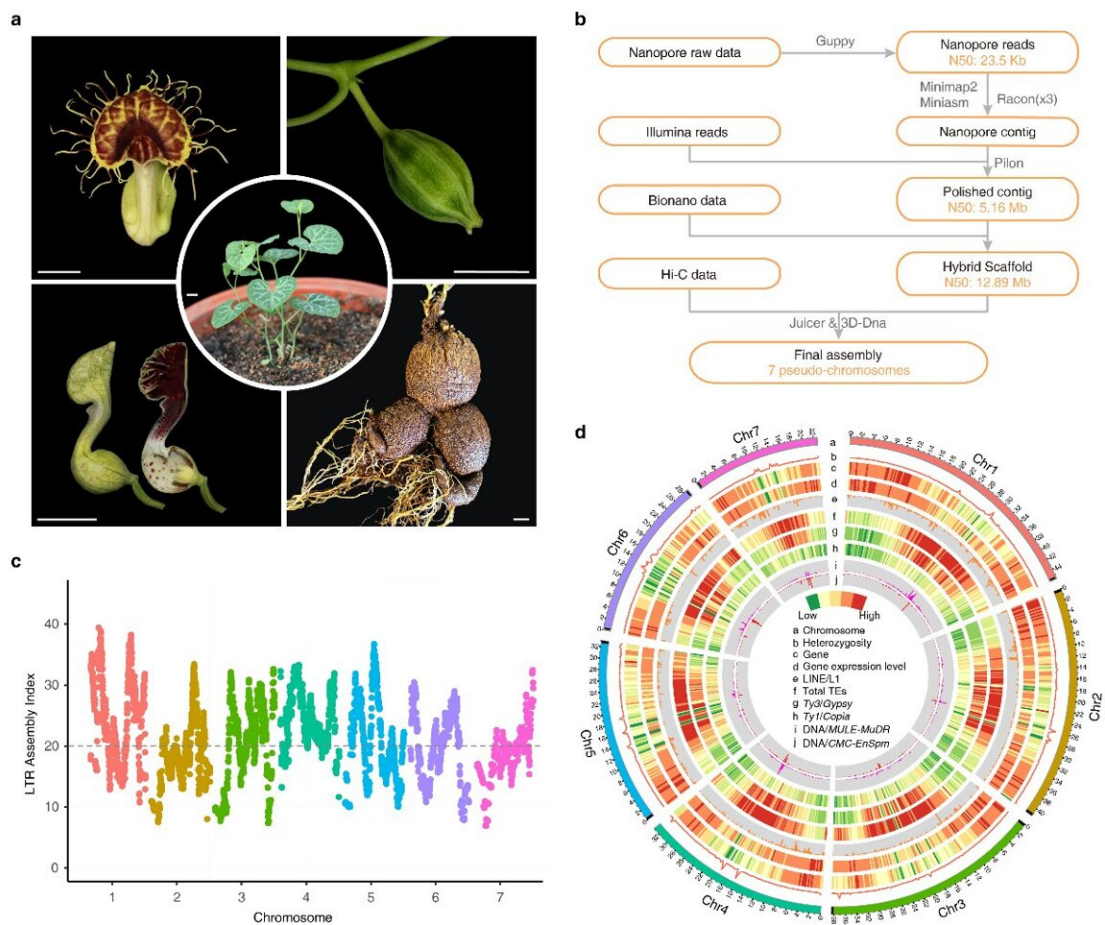 a
b
Nanopore raw data
Guppy
Nanopore reads
N50: 23.5 Kb
Minimap2
Miniasm
Racon(x3)
Illumina reads
Nanopore contig
Pilon
Bionano data
Polished contig
N50: 5.16 Mb
Hi-C data
Hybrid Scaffold
N50: 12.89 Mb
Juicer & 3D-Dna
Final assembly
7 pseudo-chromosomes
c
LTR Assembly Index
40
30
20
10
0
1 2 3 4 5 6 7
Chromosome
d
Chr7
Chr1
Chr6
Chr2
Chr5
Chr4
Chr3
a
b
c
d
e
f
g
h
i
j
Low High
a Chromosome
b Heterozygosity
c Gene
d Gene expression level
e LINE/L1
f Total TEs
g Ty3/Gypsy
h Ty1/Copia
i DNA/MULE-MuDR
j DNA/CMC-EnSpm